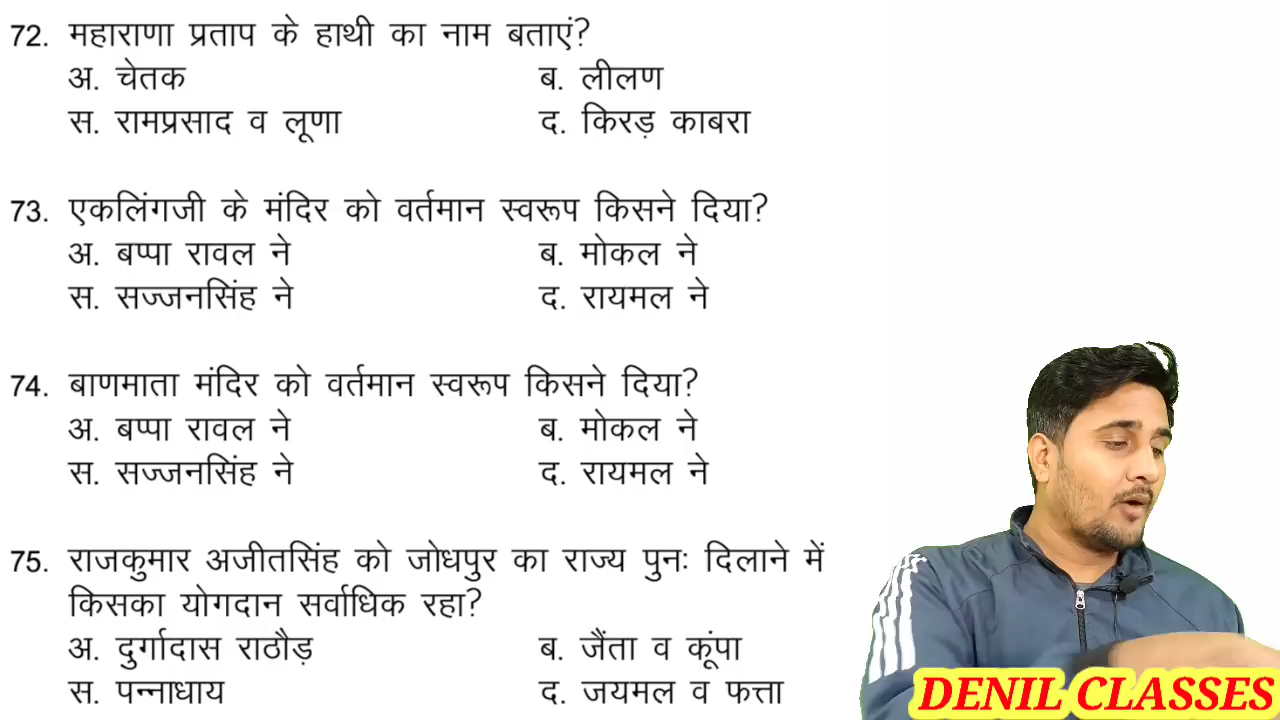 72. महाराणा प्रताप के हाथी का नाम बताएं?
अ. चेतक ब. लीलण
स. रामप्रसाद व लूणा द. किरड़ काबरा
73. एकलिंगजी के मंदिर को वर्तमान स्वरूप किसने दिया?
अ. बप्पा रावल ने ब. मोकल ने
स. सज्जनसिंह ने द. रायमल ने
74. बाणमाता मंदिर को वर्तमान स्वरूप किसने दिया?
अ. बप्पा रावल ने ब. मोकल ने
स. सज्जनसिंह ने द. रायमल ने
75. राजकुमार अजीतसिंह को जोधपुर का राज्य पुनः दिलाने में
किसका योगदान सर्वाधिक रहा?
अ. दुर्गादास राठौड़ ब. जैंता व कूंपा
स. पन्नाधाय द. जयमल व फत्ता
DENIL CLASSES